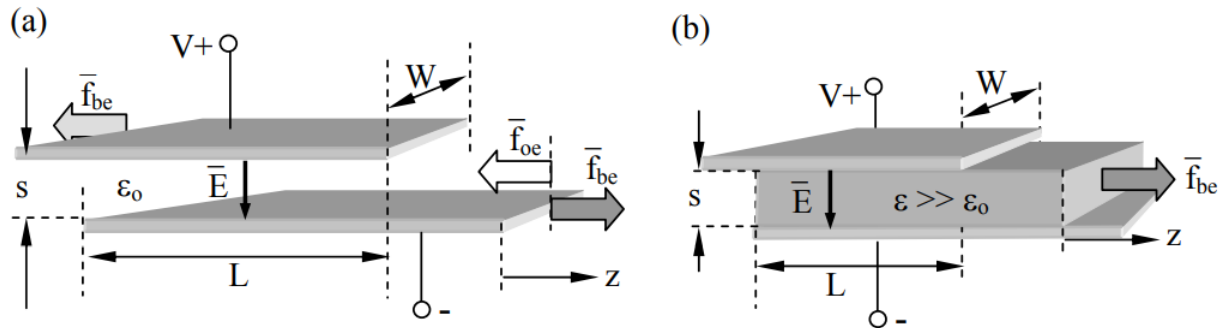 (a)
V+
W
f̅be
f̅oe
f̅be
s
εo
E̅
L
z
-
(b)
V+
W
s
E̅
ε >> εo
f̅be
L
z
-